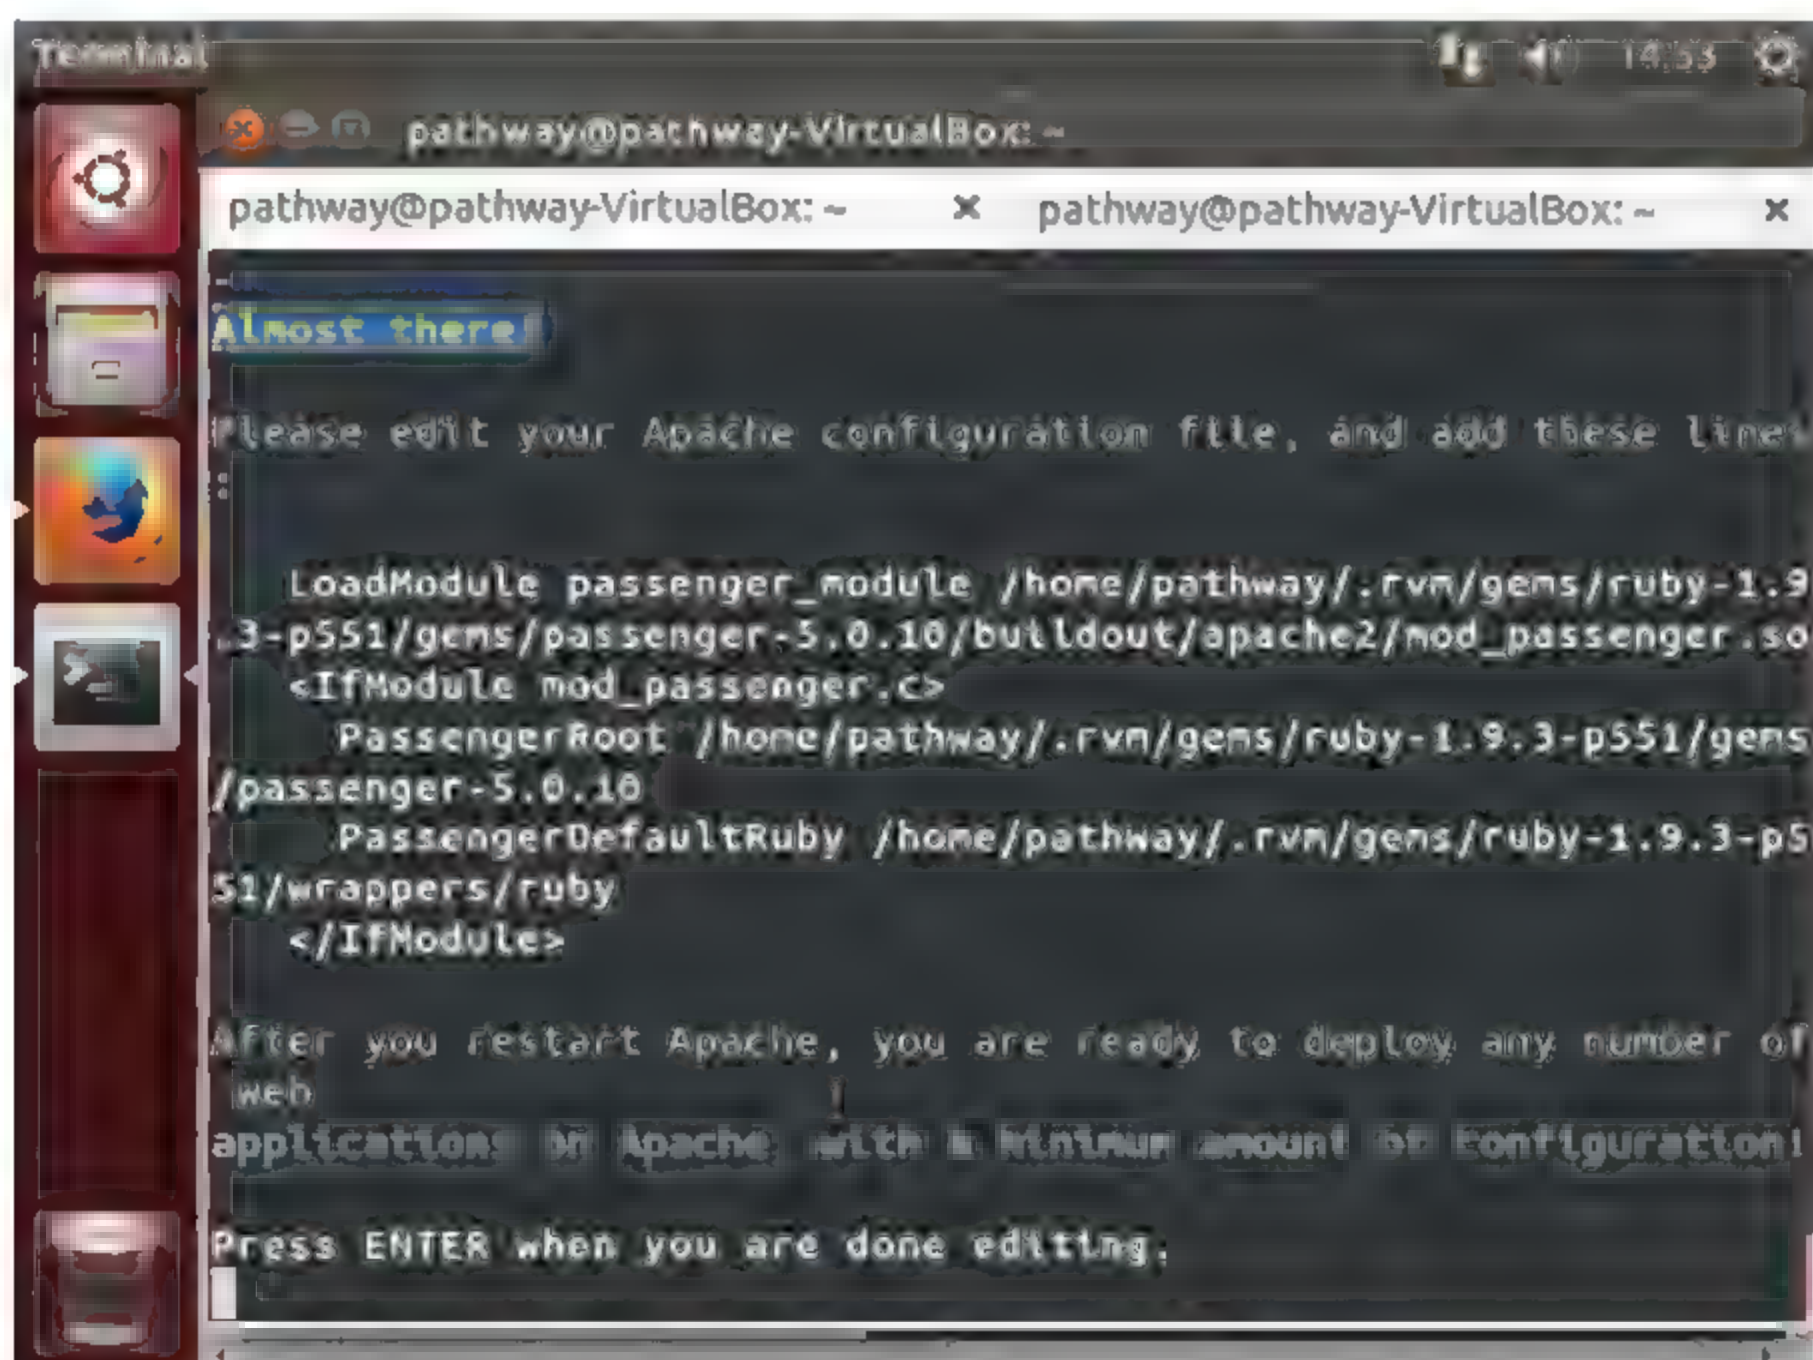 Terminal
14:53
pathway@pathway-VirtualBox: ~
pathway@pathway-VirtualBox: ~ × pathway@pathway-VirtualBox: ~ ×
Almost there!
Please edit your Apache configuration file, and add these lines
:
LoadModule passenger_module /home/pathway/.rvm/gems/ruby-1.9
.3-p551/gems/passenger-5.0.10/buildout/apache2/mod_passenger.so
<IfModule mod_passenger.c>
PassengerRoot /home/pathway/.rvm/gems/ruby-1.9.3-p551/gems
/passenger-5.0.10
PassengerDefaultRuby /home/pathway/.rvm/gems/ruby-1.9.3-p5
51/wrappers/ruby
</IfModule>
After you restart Apache, you are ready to deploy any number of
web
applications on Apache, with a minimum amount of configuration!
Press ENTER when you are done editing.